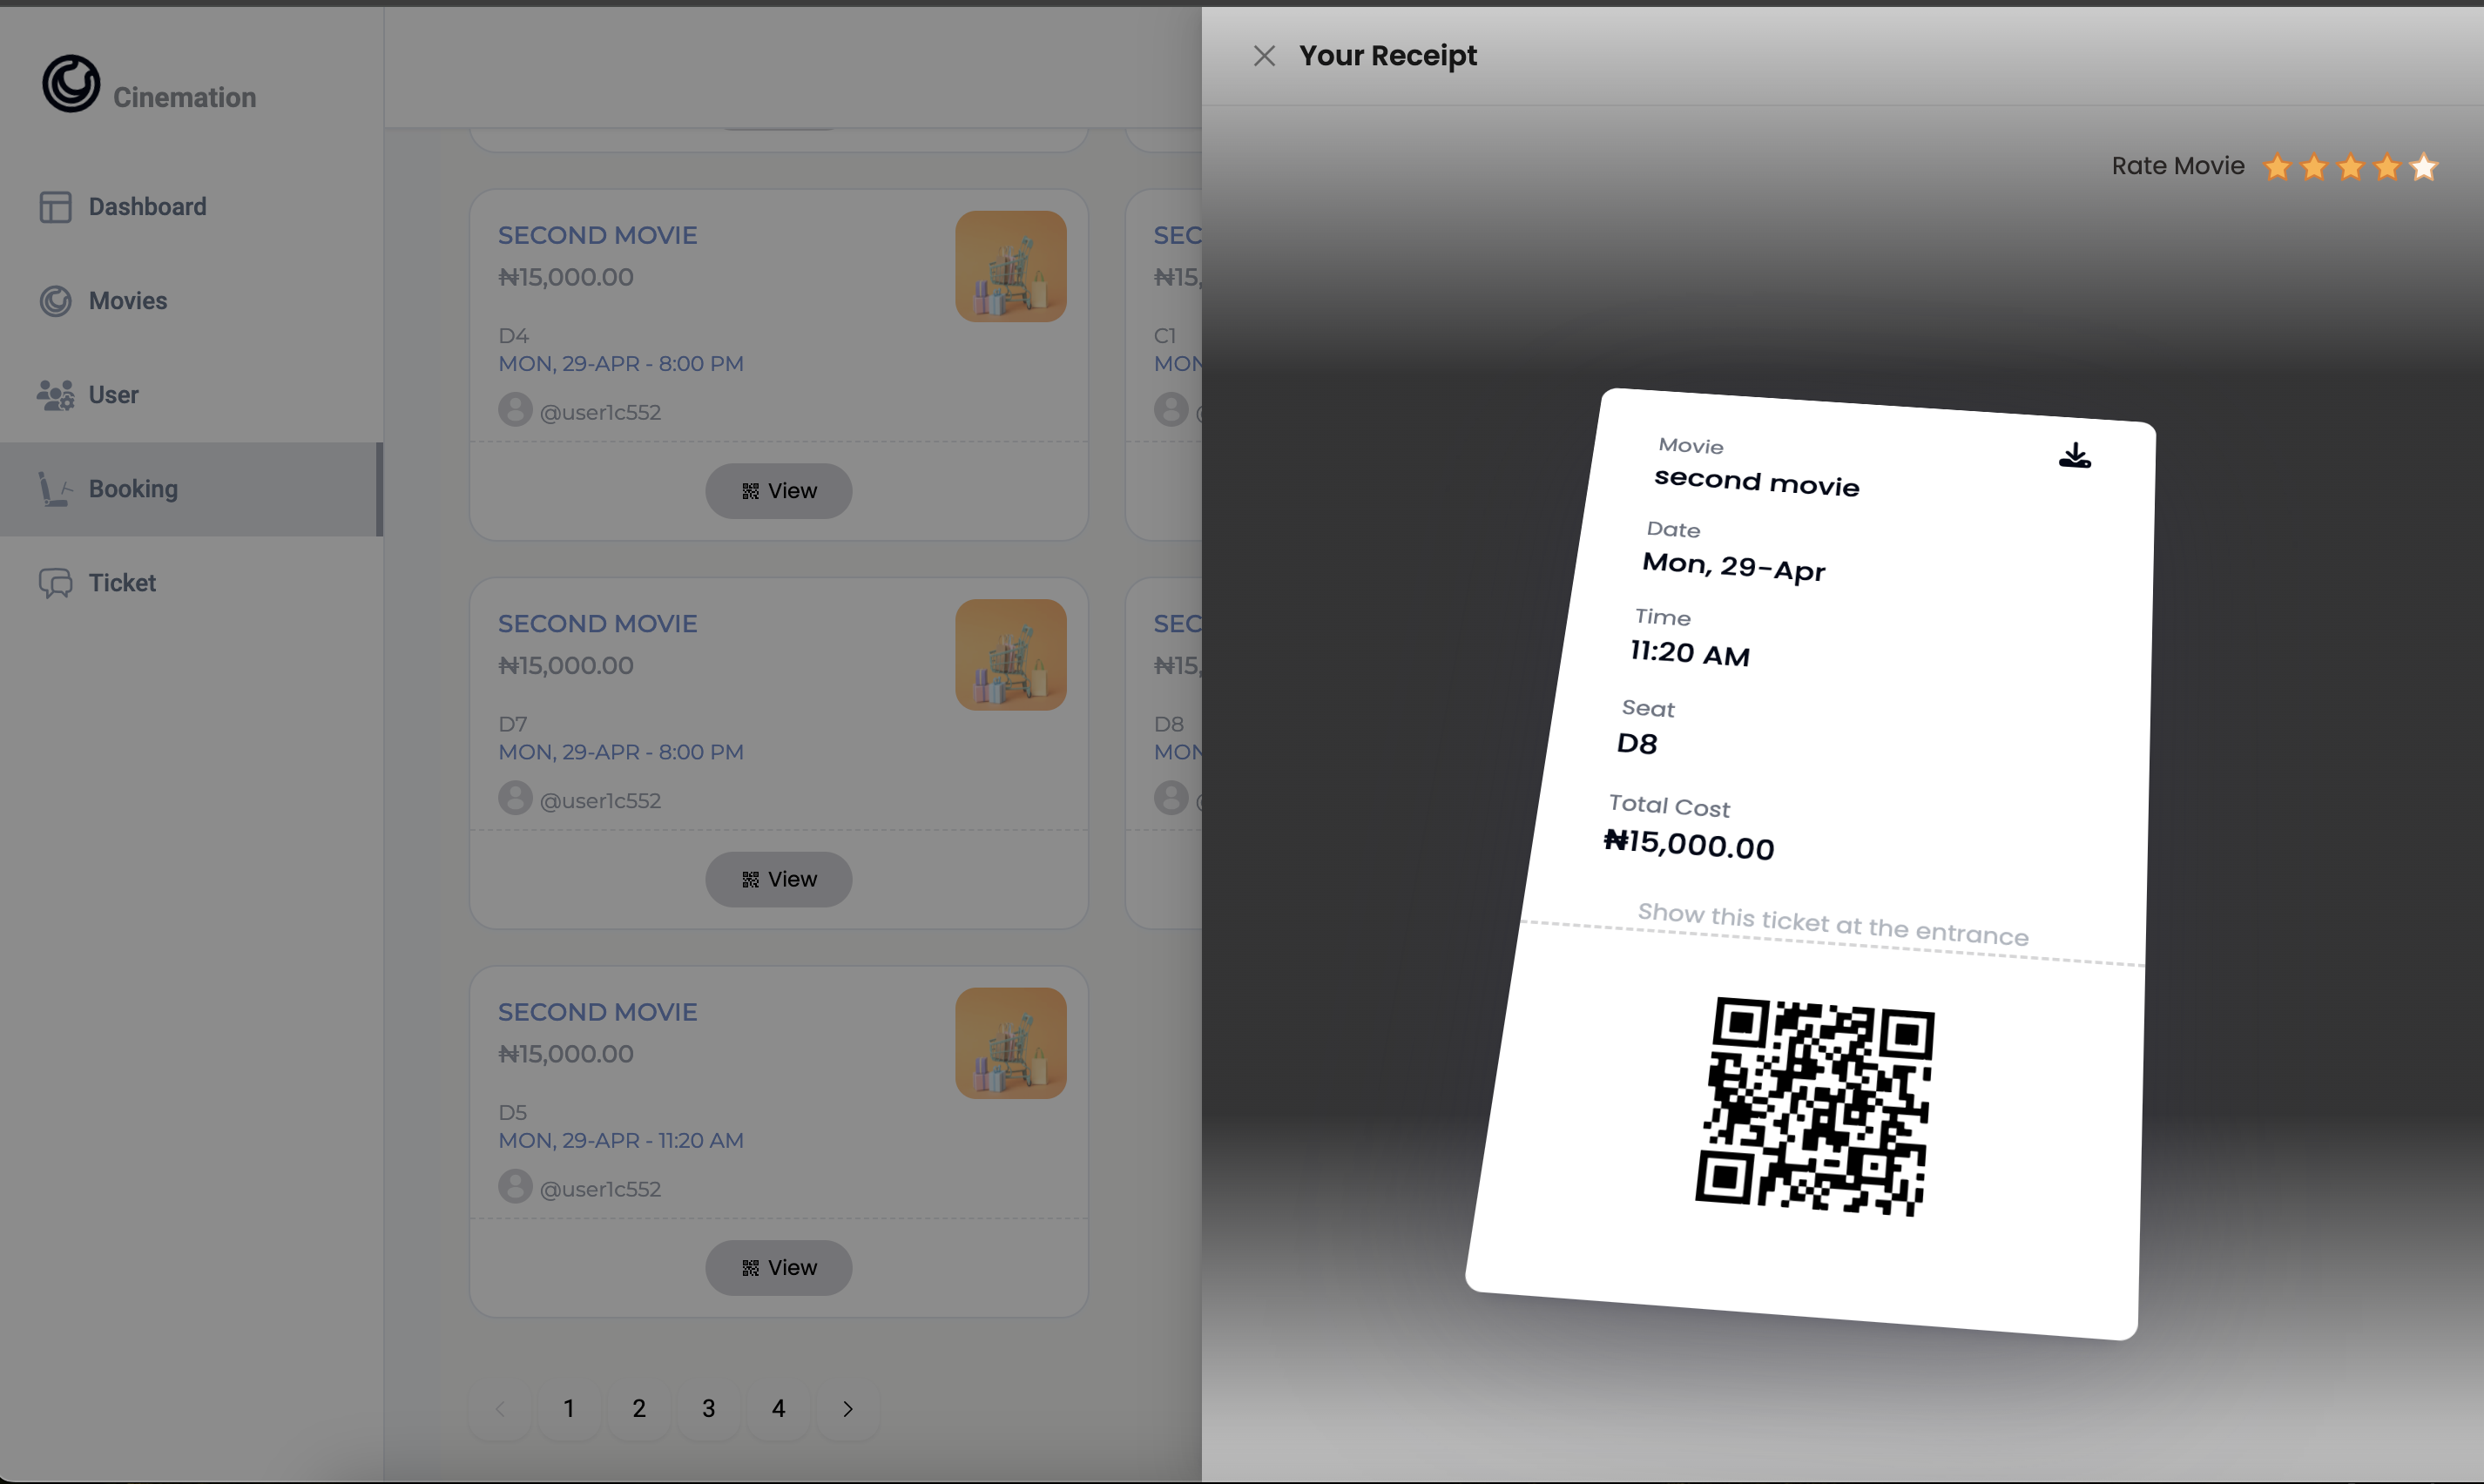 Cinemation
Dashboard
Movies
User
Booking
Ticket
SECOND MOVIE
₦15,000.00
D4
MON, 29-APR - 8:00 PM
@user1c552
View
SEC
₦15,
C1
MON
SECOND MOVIE
₦15,000.00
D7
MON, 29-APR - 8:00 PM
@user1c552
View
SEC
₦15,
D8
MON
SECOND MOVIE
₦15,000.00
D5
MON, 29-APR - 11:20 AM
@user1c552
View
1 2 3 4
Your Receipt
Rate Movie
Movie
second movie
Date
Mon, 29-Apr
Time
11:20 AM
Seat
D8
Total Cost
₦15,000.00
Show this ticket at the entrance